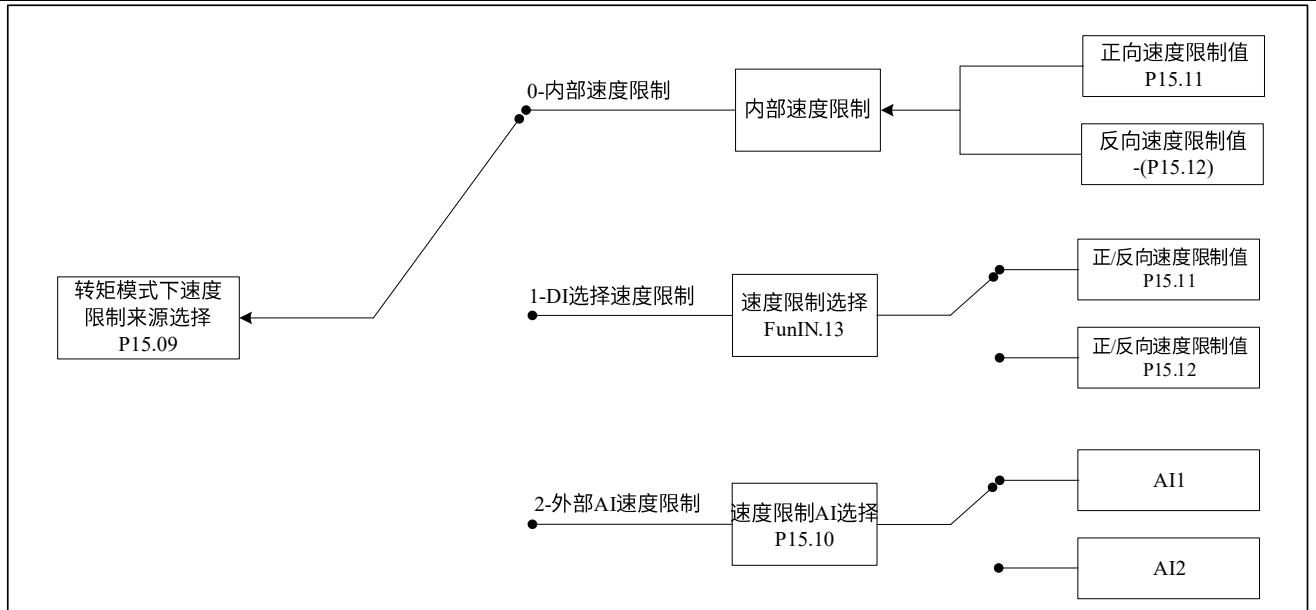 正向速度限制值
P15.11
0-内部速度限制
内部速度限制
反向速度限制值
-(P15.12)
转矩模式下速度
限制来源选择
P15.09
1-DI选择速度限制
速度限制选择
FunIN.13
正/反向速度限制值
P15.11
正/反向速度限制值
P15.12
2-外部AI速度限制
速度限制AI选择
P15.10
AI1
AI2